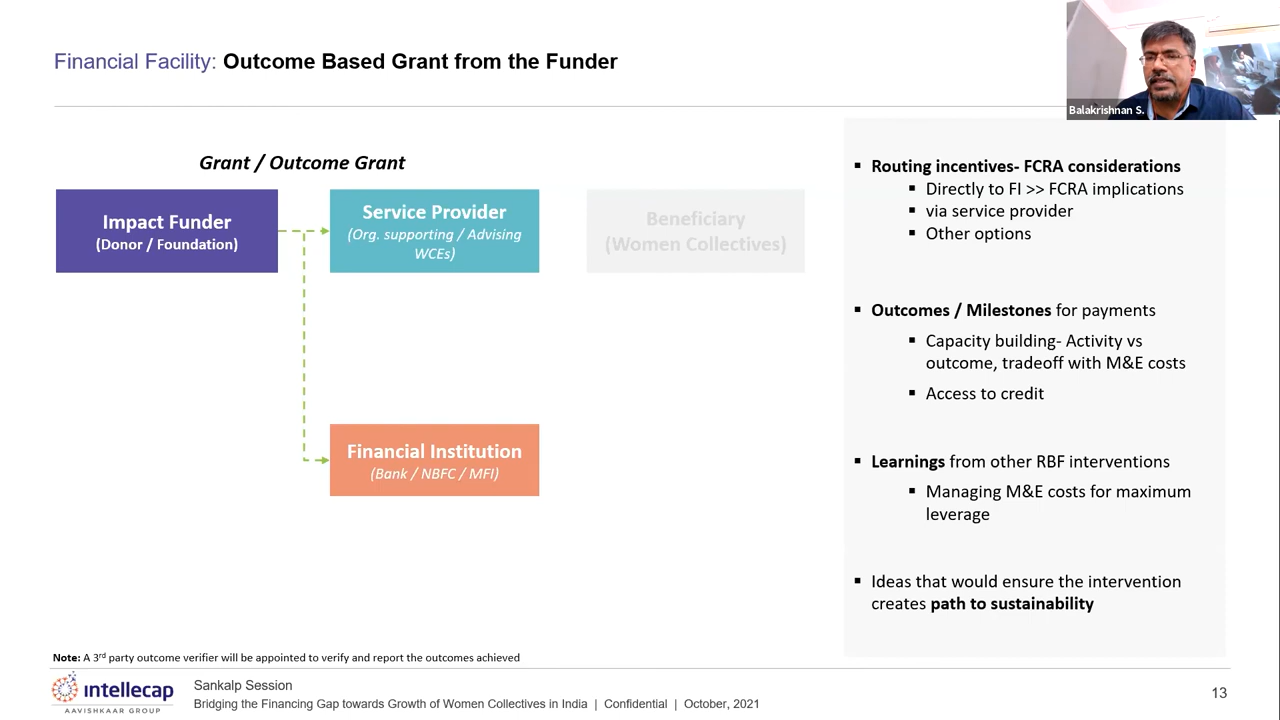 Financial Facility: Outcome Based Grant from the Funder
Balakrishnan S.
Grant / Outcome Grant
Impact Funder
(Donor / Foundation)
Service Provider
(Org. supporting / Advising
WCEs)
Beneficiary
(Women Collectives)
Financial Institution
(Bank / NBFC / MFI)
▪ Routing incentives- FCRA considerations
▪ Directly to FI >> FCRA implications
▪ via service provider
▪ Other options
▪ Outcomes / Milestones for payments
▪ Capacity building- Activity vs
outcome, tradeoff with M&E costs
▪ Access to credit
▪ Learnings from other RBF interventions
▪ Managing M&E costs for maximum
leverage
▪ Ideas that would ensure the intervention
creates path to sustainability
Note: A 3rd party outcome verifier will be appointed to verify and report the outcomes achieved
intellecap
AAVISHKAAR GROUP
Sankalp Session
Bridging the Financing Gap towards Growth of Women Collectives in India | Confidential | October, 2021
13